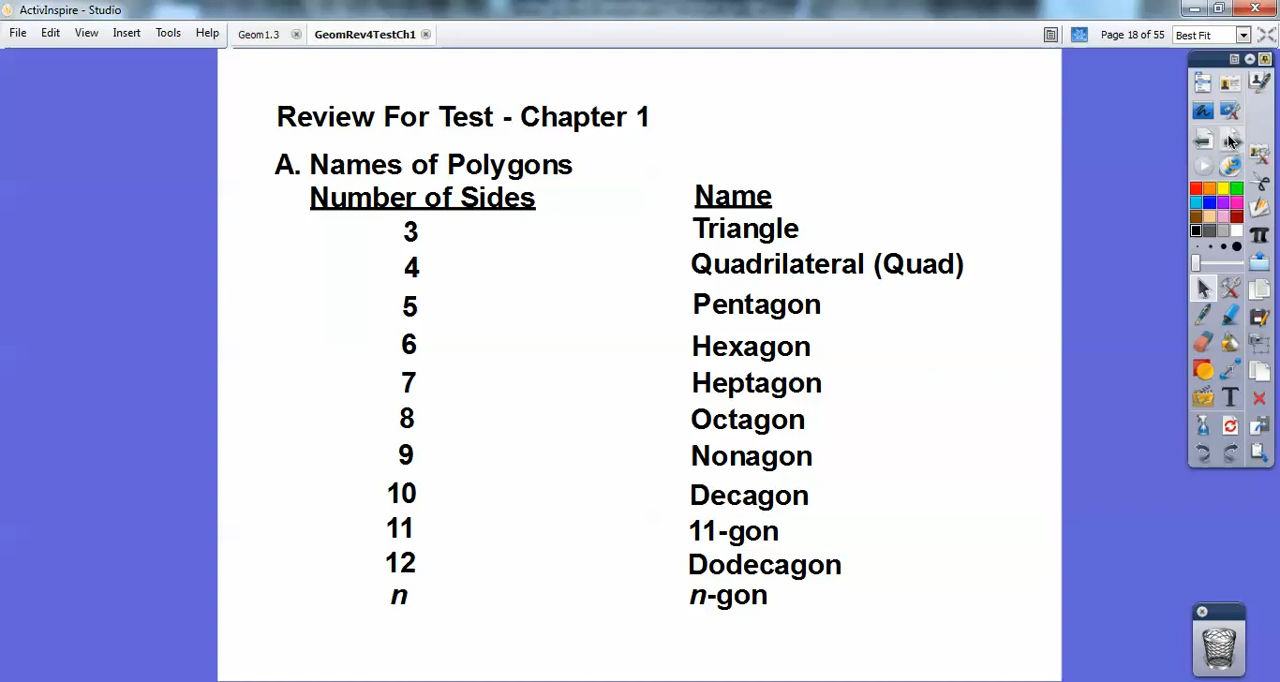 ActivInspire - Studio
File Edit View Insert Tools Help Geom1.3 GeomRev4TestCh1 Page 18 of 55 Best Fit
Review For Test - Chapter 1
A. Names of Polygons
Number of Sides Name
3 Triangle
4 Quadrilateral (Quad)
5 Pentagon
6 Hexagon
7 Heptagon
8 Octagon
9 Nonagon
10 Decagon
11 11-gon
12 Dodecagon
n n-gon